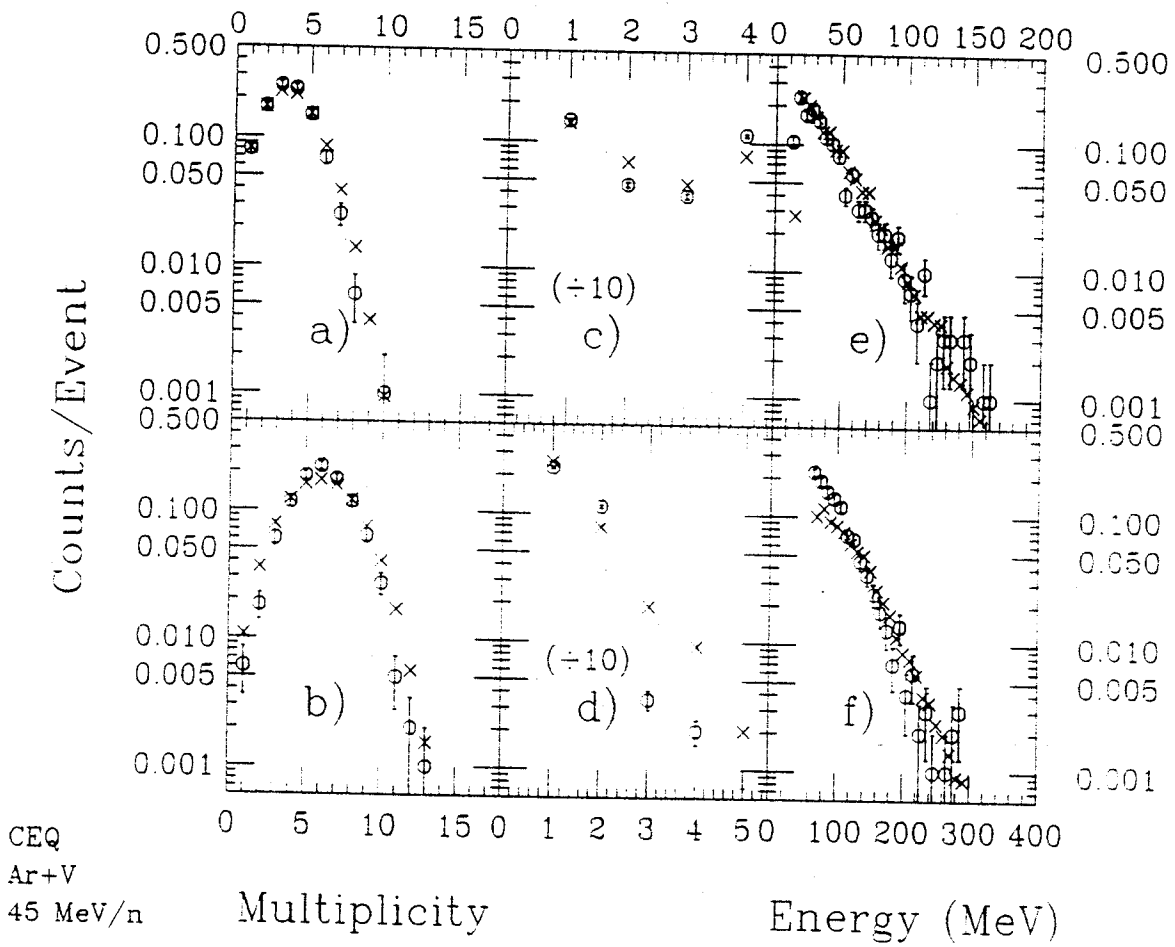 0 5 10 15 0 1 2 3 4 0 50 100 150 200
0.500 0.500
0.100 0.100
0.050 0.050
0.010 0.010
0.005 0.005
0.001 0.001
0.500 0.500
a) c) e)
(÷10)
0.100 0.100
0.050 0.050
0.010 0.010
0.005 0.005
0.001 0.001
b) d) f)
(÷10)
Counts/Event
0 5 10 15 0 1 2 3 4 5 0 100 200 300 400
CEQ
Ar+V
45 MeV/n
Multiplicity Energy (MeV)